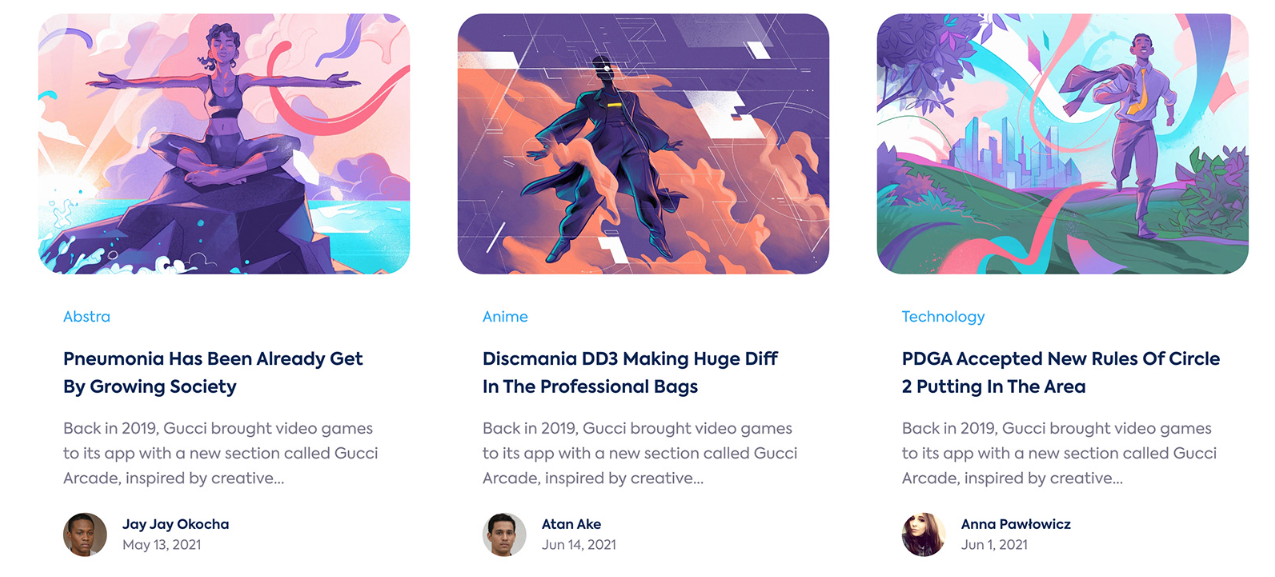 Abstra
Pneumonia Has Been Already Get
By Growing Society
Back in 2019, Gucci brought video games
to its app with a new section called Gucci
Arcade, inspired by creative...
Jay Jay Okocha
May 13, 2021
Anime
Discmania DD3 Making Huge Diff
In The Professional Bags
Back in 2019, Gucci brought video games
to its app with a new section called Gucci
Arcade, inspired by creative...
Atan Ake
Jun 14, 2021
Technology
PDGA Accepted New Rules Of Circle
2 Putting In The Area
Back in 2019, Gucci brought video games
to its app with a new section called Gucci
Arcade, inspired by creative...
Anna Pawłowicz
Jun 1, 2021